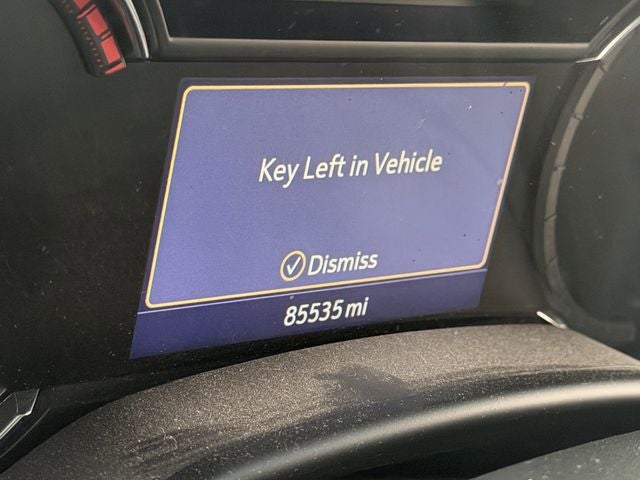 Key Left in Vehicle
Dismiss
85535 mi